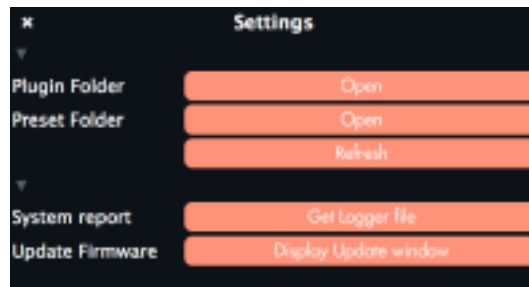 × Settings
Plugin Folder Open
Preset Folder Open
Refresh
System report Get Logger file
Update Firmware Display Update window